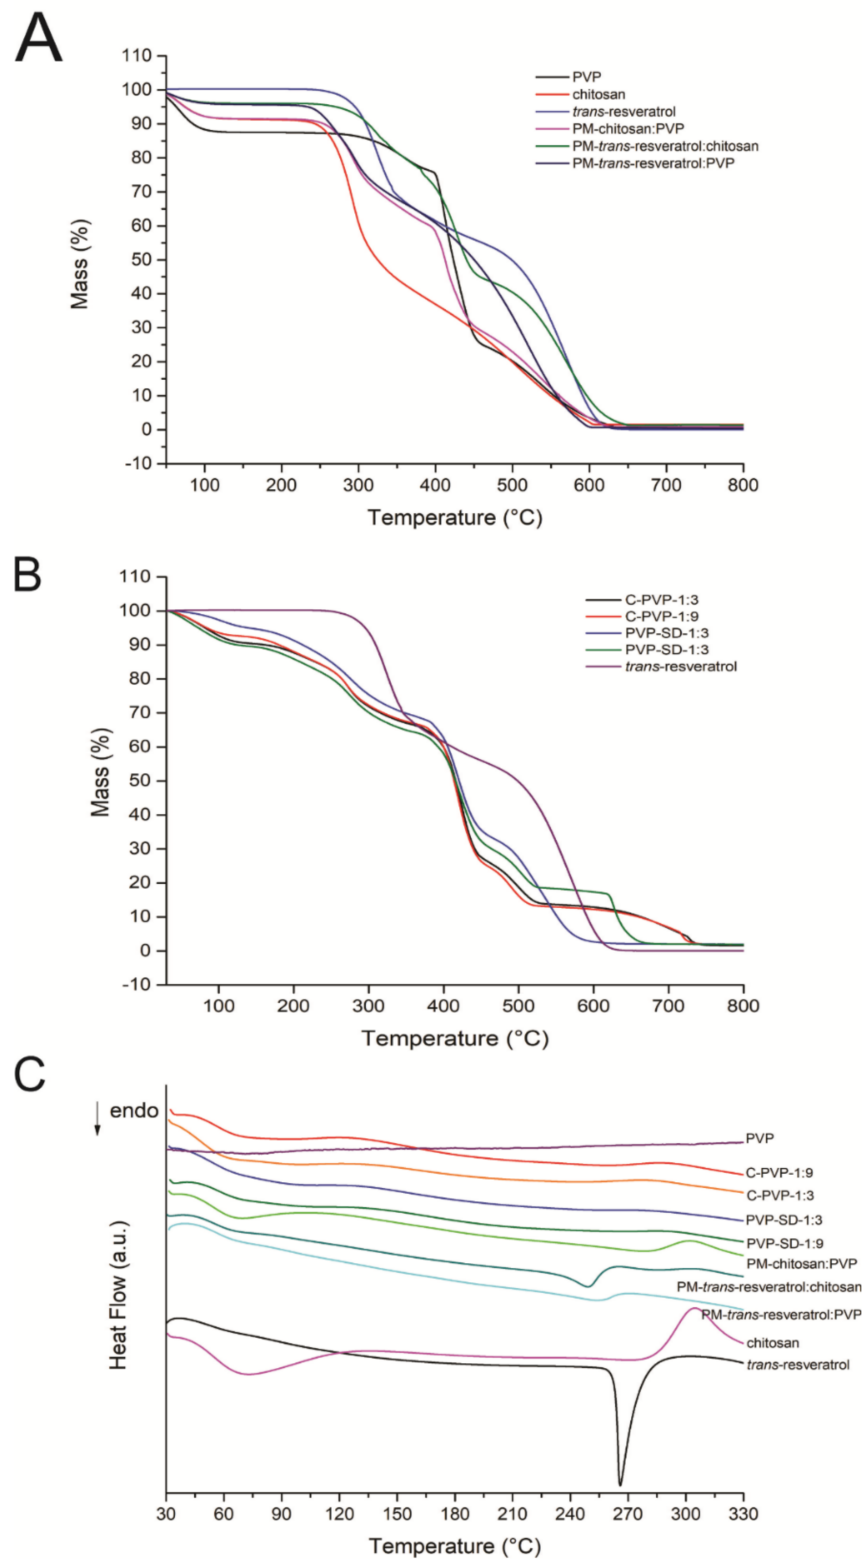 A
110
100
90
80
70
60
50
40
30
20
10
0
-10
Mass (%)
PVP
chitosan
trans-resveratrol
PM-chitosan:PVP
PM-trans-resveratrol:chitosan
PM-trans-resveratrol:PVP
100 200 300 400 500 600 700 800
Temperature (°C)
B
110
100
90
80
70
60
50
40
30
20
10
0
-10
Mass (%)
C-PVP-1:3
C-PVP-1:9
PVP-SD-1:3
PVP-SD-1:3
trans-resveratrol
100 200 300 400 500 600 700 800
Temperature (°C)
C
endo
Heat Flow (a.u.)
PVP
C-PVP-1:9
C-PVP-1:3
PVP-SD-1:3
PVP-SD-1:9
PM-chitosan:PVP
PM-trans-resveratrol:chitosan
PM-trans-resveratrol:PVP
chitosan
trans-resveratrol
30 60 90 120 150 180 210 240 270 300 330
Temperature (°C)